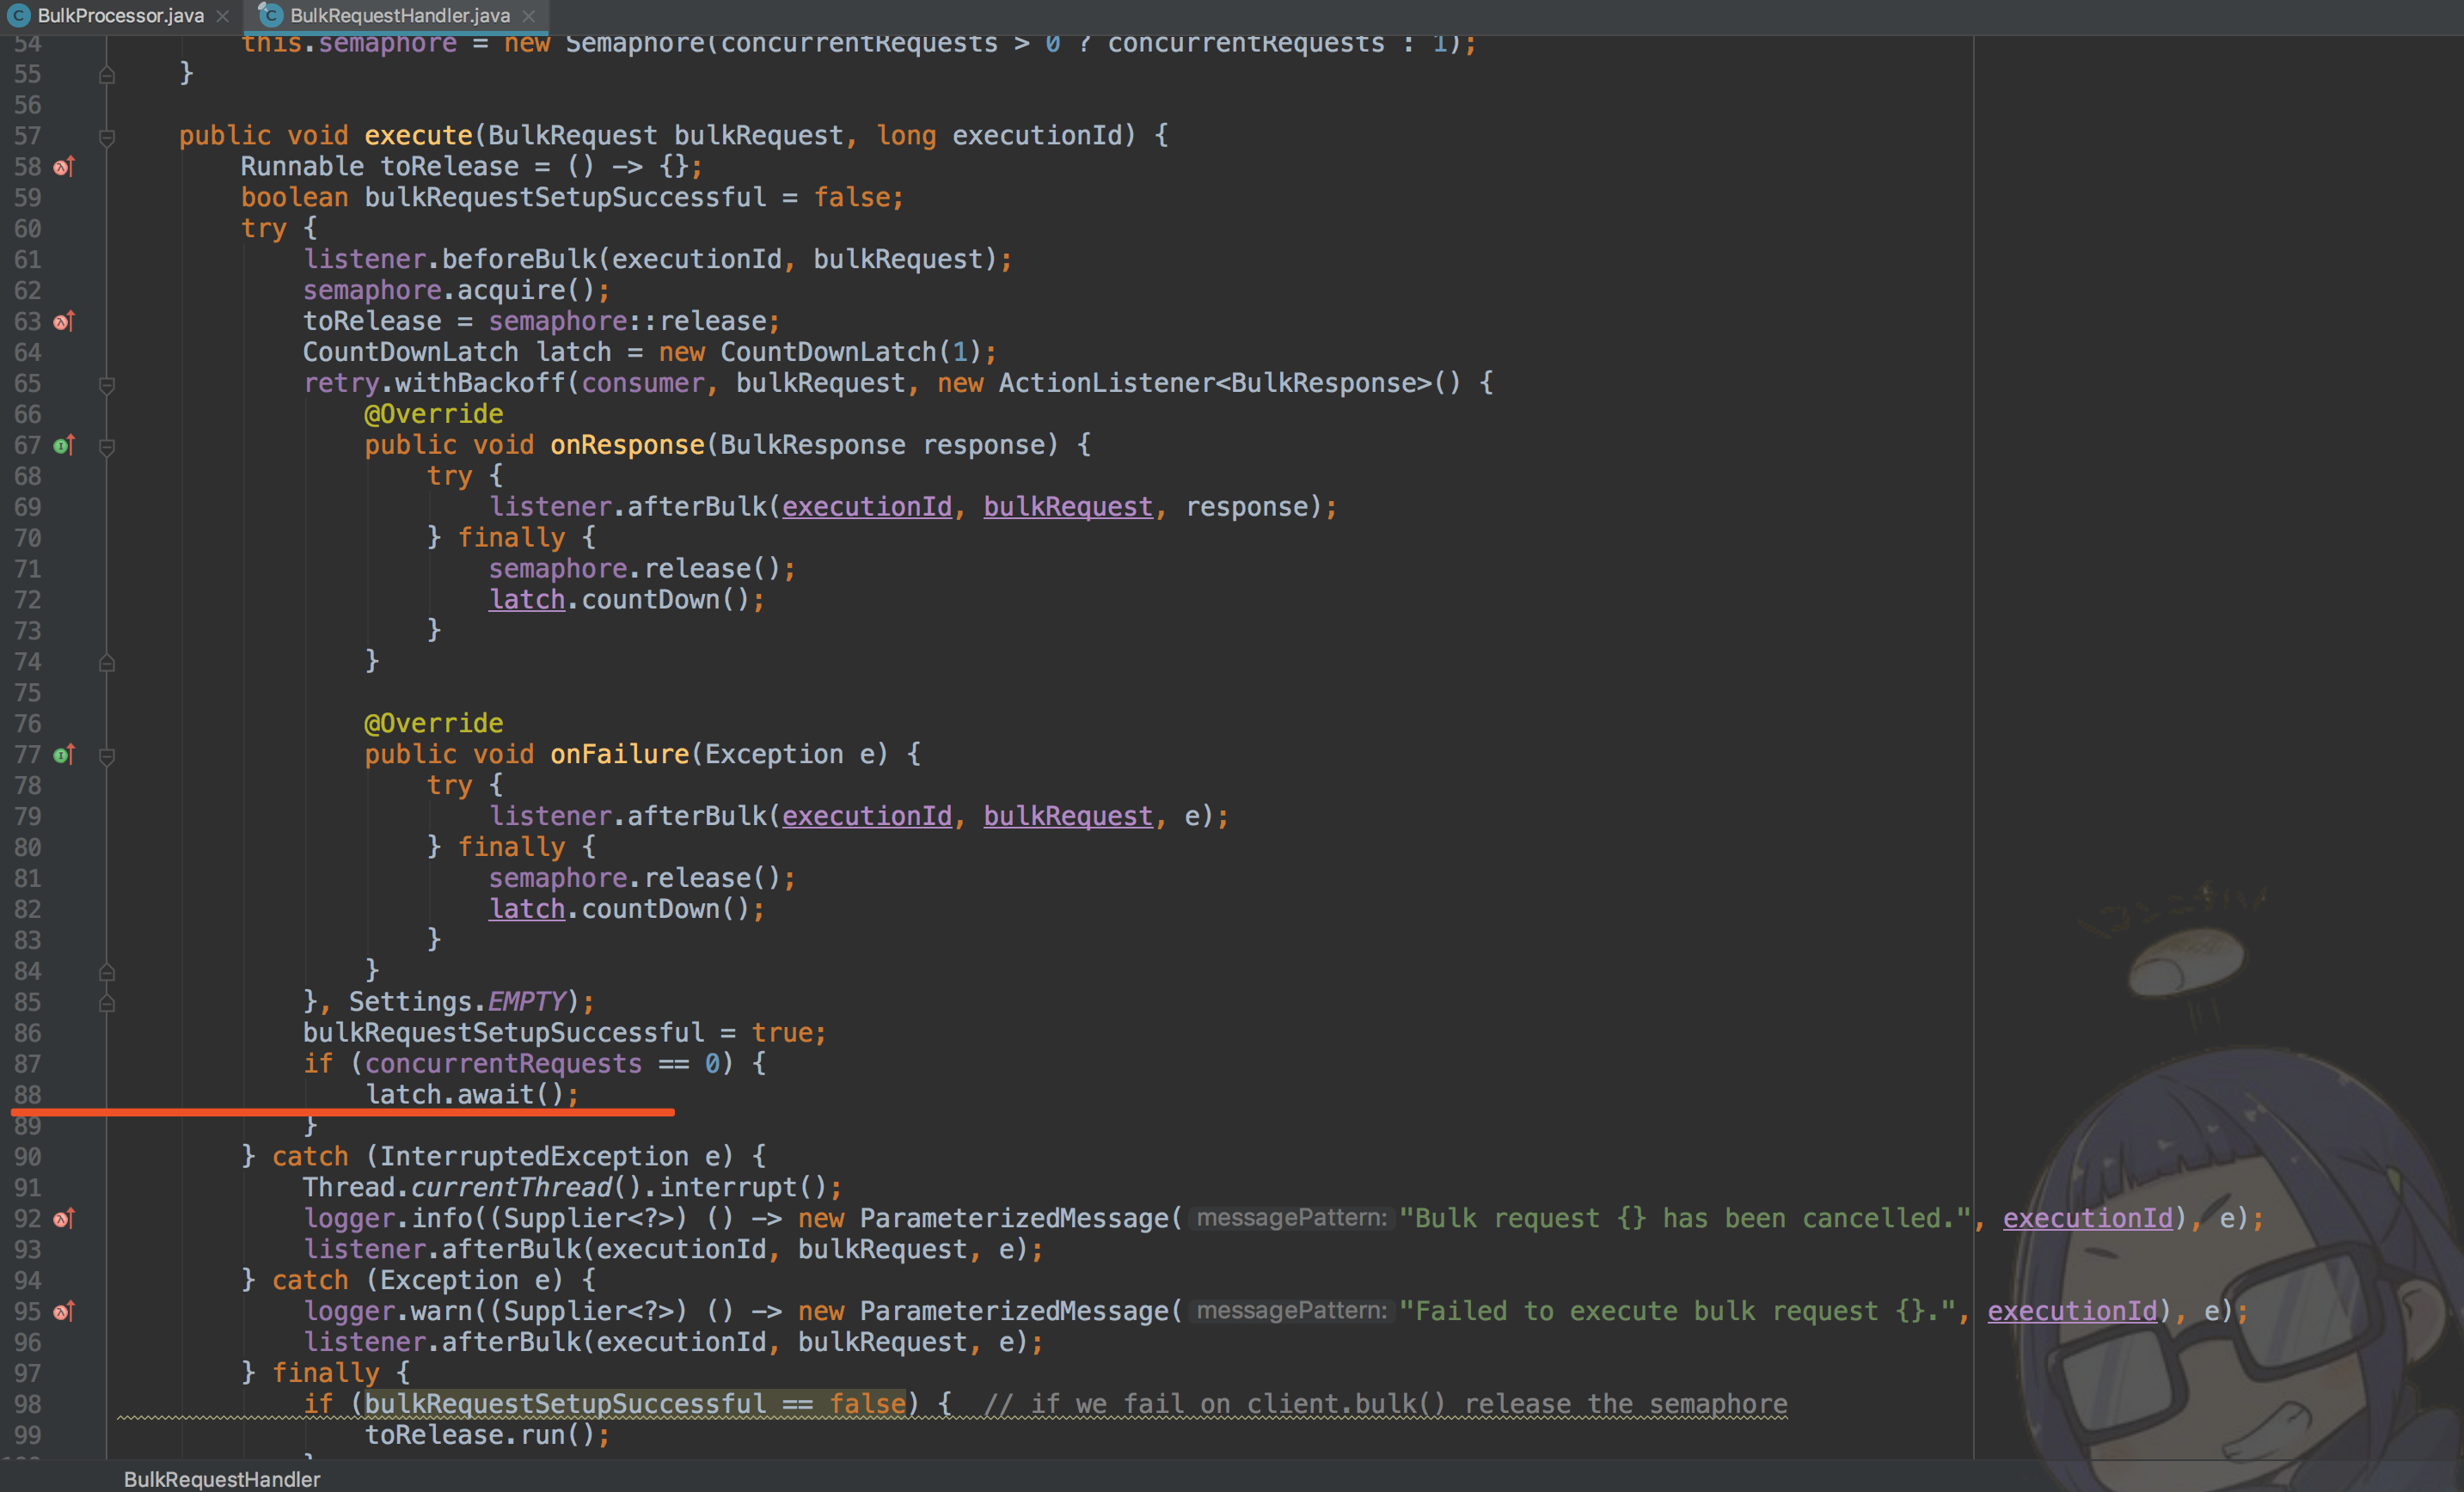 BulkProcessor.java
BulkRequestHandler.java
54 this.semaphore = new Semaphore(concurrentRequests > 0 ? concurrentRequests : 1);
55 }
56
57 public void execute(BulkRequest bulkRequest, long executionId) {
58 Runnable toRelease = () -> {};
59 boolean bulkRequestSetupSuccessful = false;
60 try {
61 listener.beforeBulk(executionId, bulkRequest);
62 semaphore.acquire();
63 toRelease = semaphore::release;
64 CountDownLatch latch = new CountDownLatch(1);
65 retry.withBackoff(consumer, bulkRequest, new ActionListener<BulkResponse>() {
66 @Override
67 public void onResponse(BulkResponse response) {
68 try {
69 listener.afterBulk(executionId, bulkRequest, response);
70 } finally {
71 semaphore.release();
72 latch.countDown();
73 }
74 }
75
76 @Override
77 public void onFailure(Exception e) {
78 try {
79 listener.afterBulk(executionId, bulkRequest, e);
80 } finally {
81 semaphore.release();
82 latch.countDown();
83 }
84 }
85 }, Settings.EMPTY);
86 bulkRequestSetupSuccessful = true;
87 if (concurrentRequests == 0) {
88 latch.await();
89 }
90 } catch (InterruptedException e) {
91 Thread.currentThread().interrupt();
92 logger.info((Supplier<?>) () -> new ParameterizedMessage( messagePattern: "Bulk request {} has been cancelled.", executionId), e);
93 listener.afterBulk(executionId, bulkRequest, e);
94 } catch (Exception e) {
95 logger.warn((Supplier<?>) () -> new ParameterizedMessage( messagePattern: "Failed to execute bulk request {}.", executionId), e);
96 listener.afterBulk(executionId, bulkRequest, e);
97 } finally {
98 if (bulkRequestSetupSuccessful == false) { // if we fail on client.bulk() release the semaphore
99 toRelease.run();
BulkRequestHandler